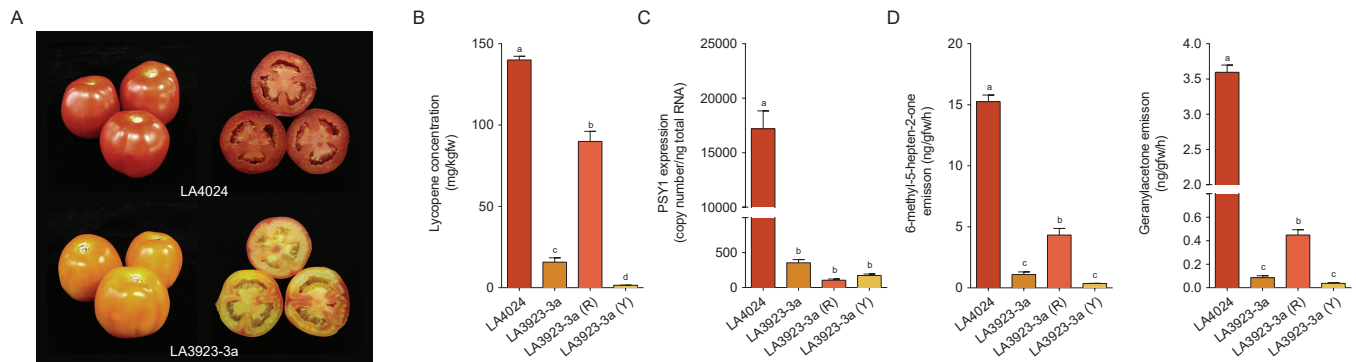 A
LA4024
LA3923-3a
B
Lycopene concentration
(mg/kgfw)
150
100
50
0
a
c
b
d
LA4024
LA3923-3a
LA3923-3a (R)
LA3923-3a (Y)
C
PSY1 expression
(copy number/ng total RNA)
25000
20000
15000
10000
500
0
a
b
b
b
LA4024
LA3923-3a
LA3923-3a (R)
LA3923-3a (Y)
D
6-methyl-5-hepten-2-one
emisson (ng/gfw/h)
20
15
10
5
0
a
c
b
c
LA4024
LA3923-3a
LA3923-3a (R)
LA3923-3a (Y)
Geranylacetone emisson
(ng/gfw/h)
4.0
3.5
3.0
2.5
2.0
0.6
0.4
0.2
0.0
a
c
b
c
LA4024
LA3923-3a
LA3923-3a (R)
LA3923-3a (Y)